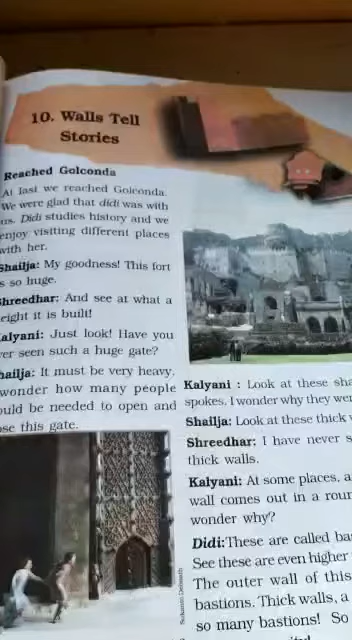 10. Walls Tell
Stories
Reached Golconda
At last we reached Golconda.
We were glad that didi was with
us. Didi studies history and we
enjoy visiting different places
with her.
Shailja: My goodness! This fort
is so huge.
Shreedhar: And see at what a
height it is built!
Kalyani: Just look! Have you
ever seen such a huge gate?
Shailja: It must be very heavy.
wonder how many people
would be needed to open and
close this gate.
Kalyani : Look at these sha
spokes. I wonder why they wer
Shailja: Look at these thick
Shreedhar: I have never s
thick walls.
Kalyani: At some places, a
wall comes out in a roun
wonder why?
Didi: These are called ba
See these are even higher
The outer wall of this
bastions. Thick walls, a
so many bastions! So